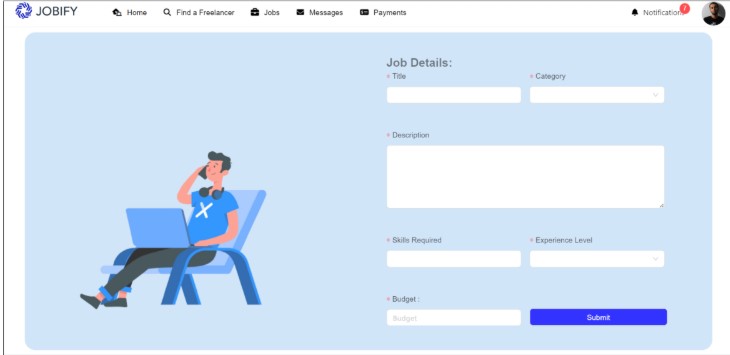 JOBIFY Home Find a Freelancer Jobs Messages Payments Notifications 7
Job Details:
* Title * Category
* Description
* Skills Required * Experience Level
* Budget :
Budget Submit